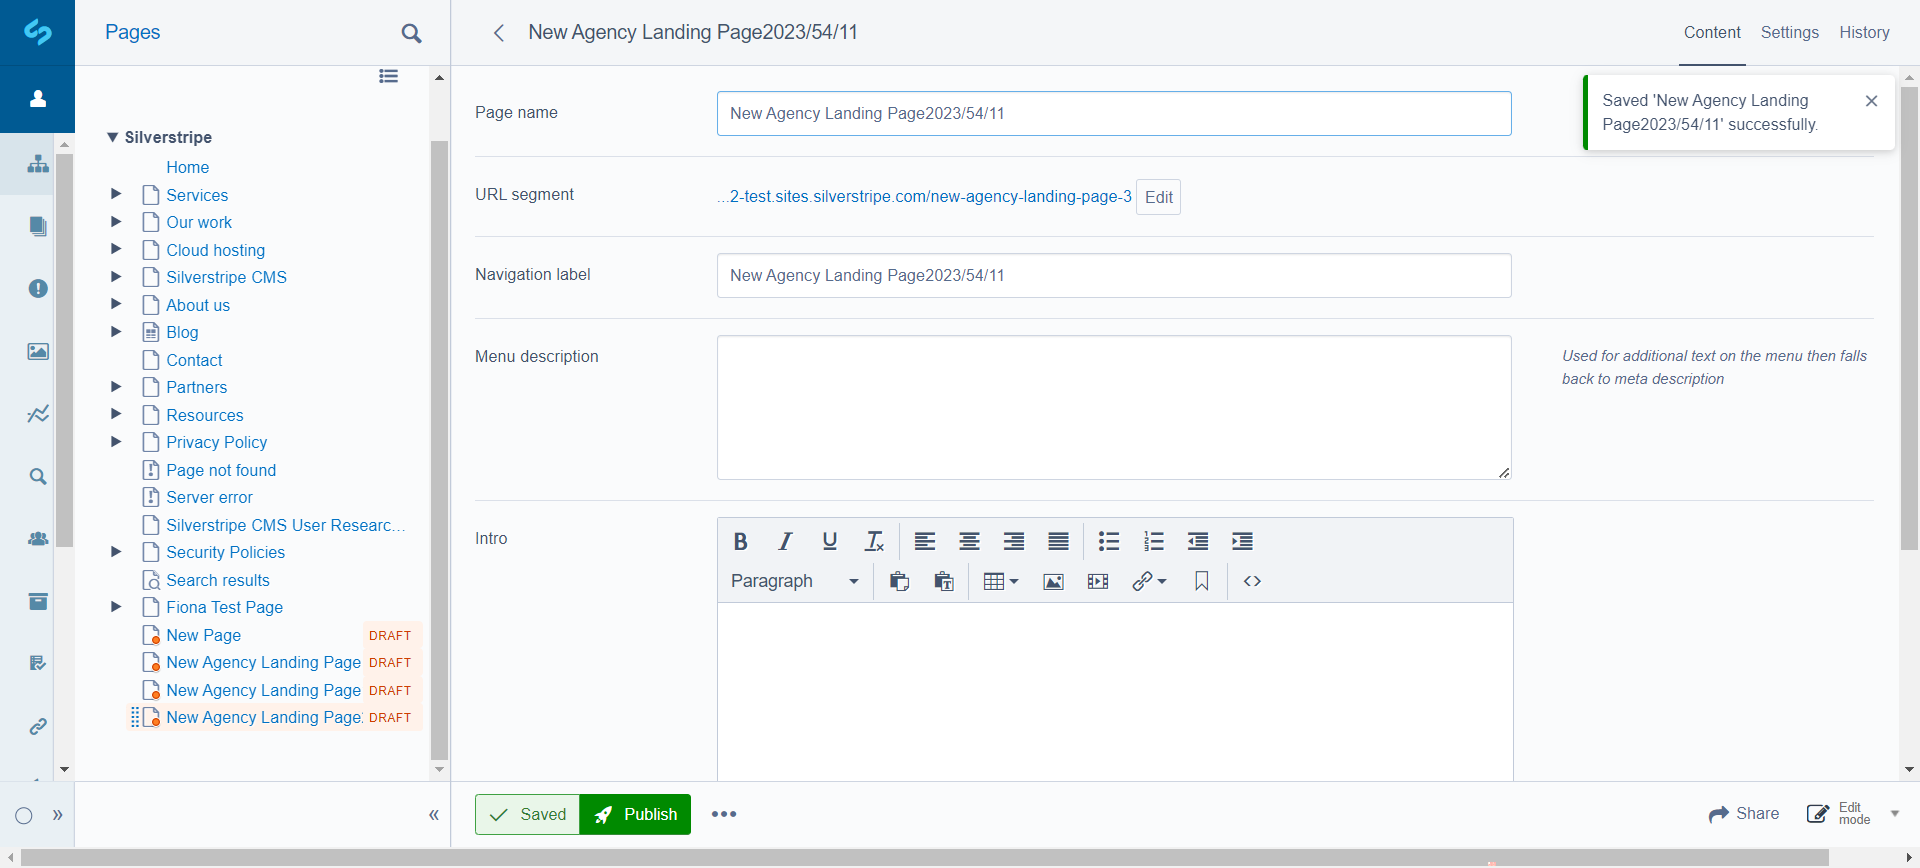 Pages
New Agency Landing Page2023/54/11
Content
Settings
History
Silverstripe
Home
Services
Our work
Cloud hosting
Silverstripe CMS
About us
Blog
Contact
Partners
Resources
Privacy Policy
Page not found
Server error
Silverstripe CMS User Researc...
Security Policies
Search results
Fiona Test Page
New Page DRAFT
New Agency Landing Page DRAFT
New Agency Landing Page DRAFT
New Agency Landing Page DRAFT
Page name
New Agency Landing Page2023/54/11
Saved 'New Agency Landing
Page2023/54/11' successfully.
URL segment
...2-test.sites.silverstripe.com/new-agency-landing-page-3
Edit
Navigation label
New Agency Landing Page2023/54/11
Menu description
Used for additional text on the menu then falls
back to meta description
Intro
Paragraph
Saved
Publish
Share
Edit
mode